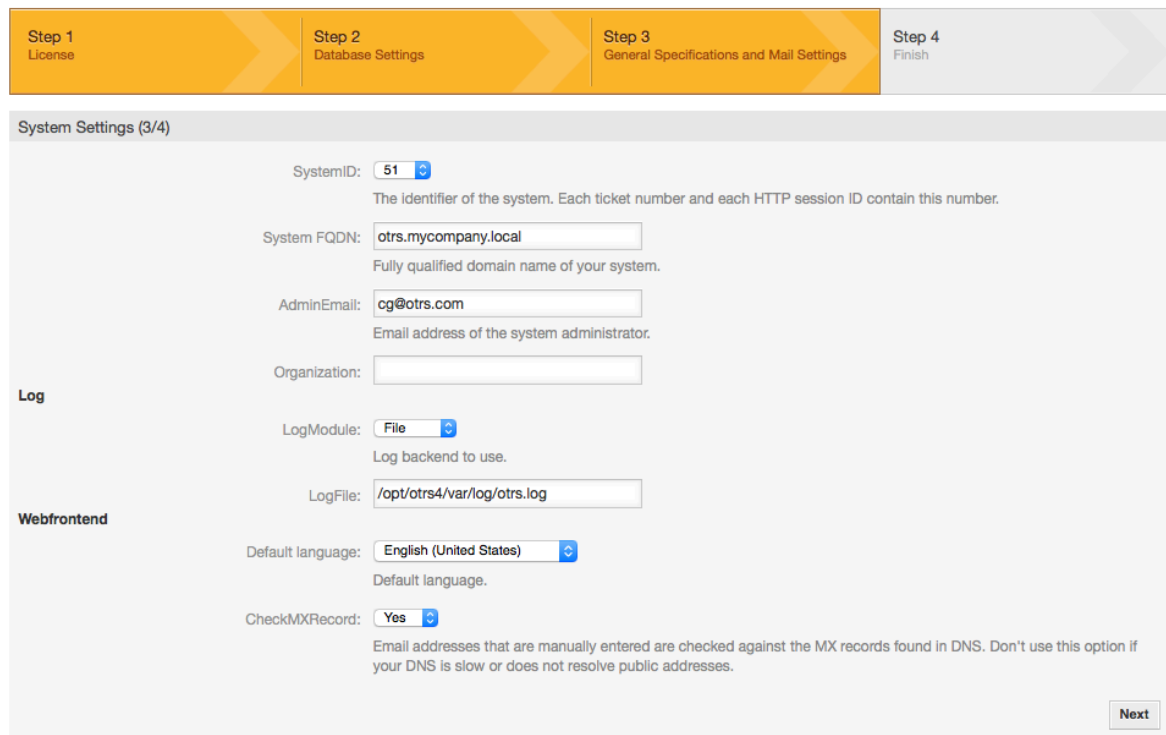 Step 1
License
Step 2
Database Settings
Step 3
General Specifications and Mail Settings
Step 4
Finish
System Settings (3/4)
SystemID: 51
The identifier of the system. Each ticket number and each HTTP session ID contain this number.
System FQDN: otrs.mycompany.local
Fully qualified domain name of your system.
AdminEmail: cg@otrs.com
Email address of the system administrator.
Organization:
Log
LogModule: File
Log backend to use.
LogFile: /opt/otrs4/var/log/otrs.log
Webfrontend
Default language: English (United States)
Default language.
CheckMXRecord: Yes
Email addresses that are manually entered are checked against the MX records found in DNS. Don't use this option if
your DNS is slow or does not resolve public addresses.
Next